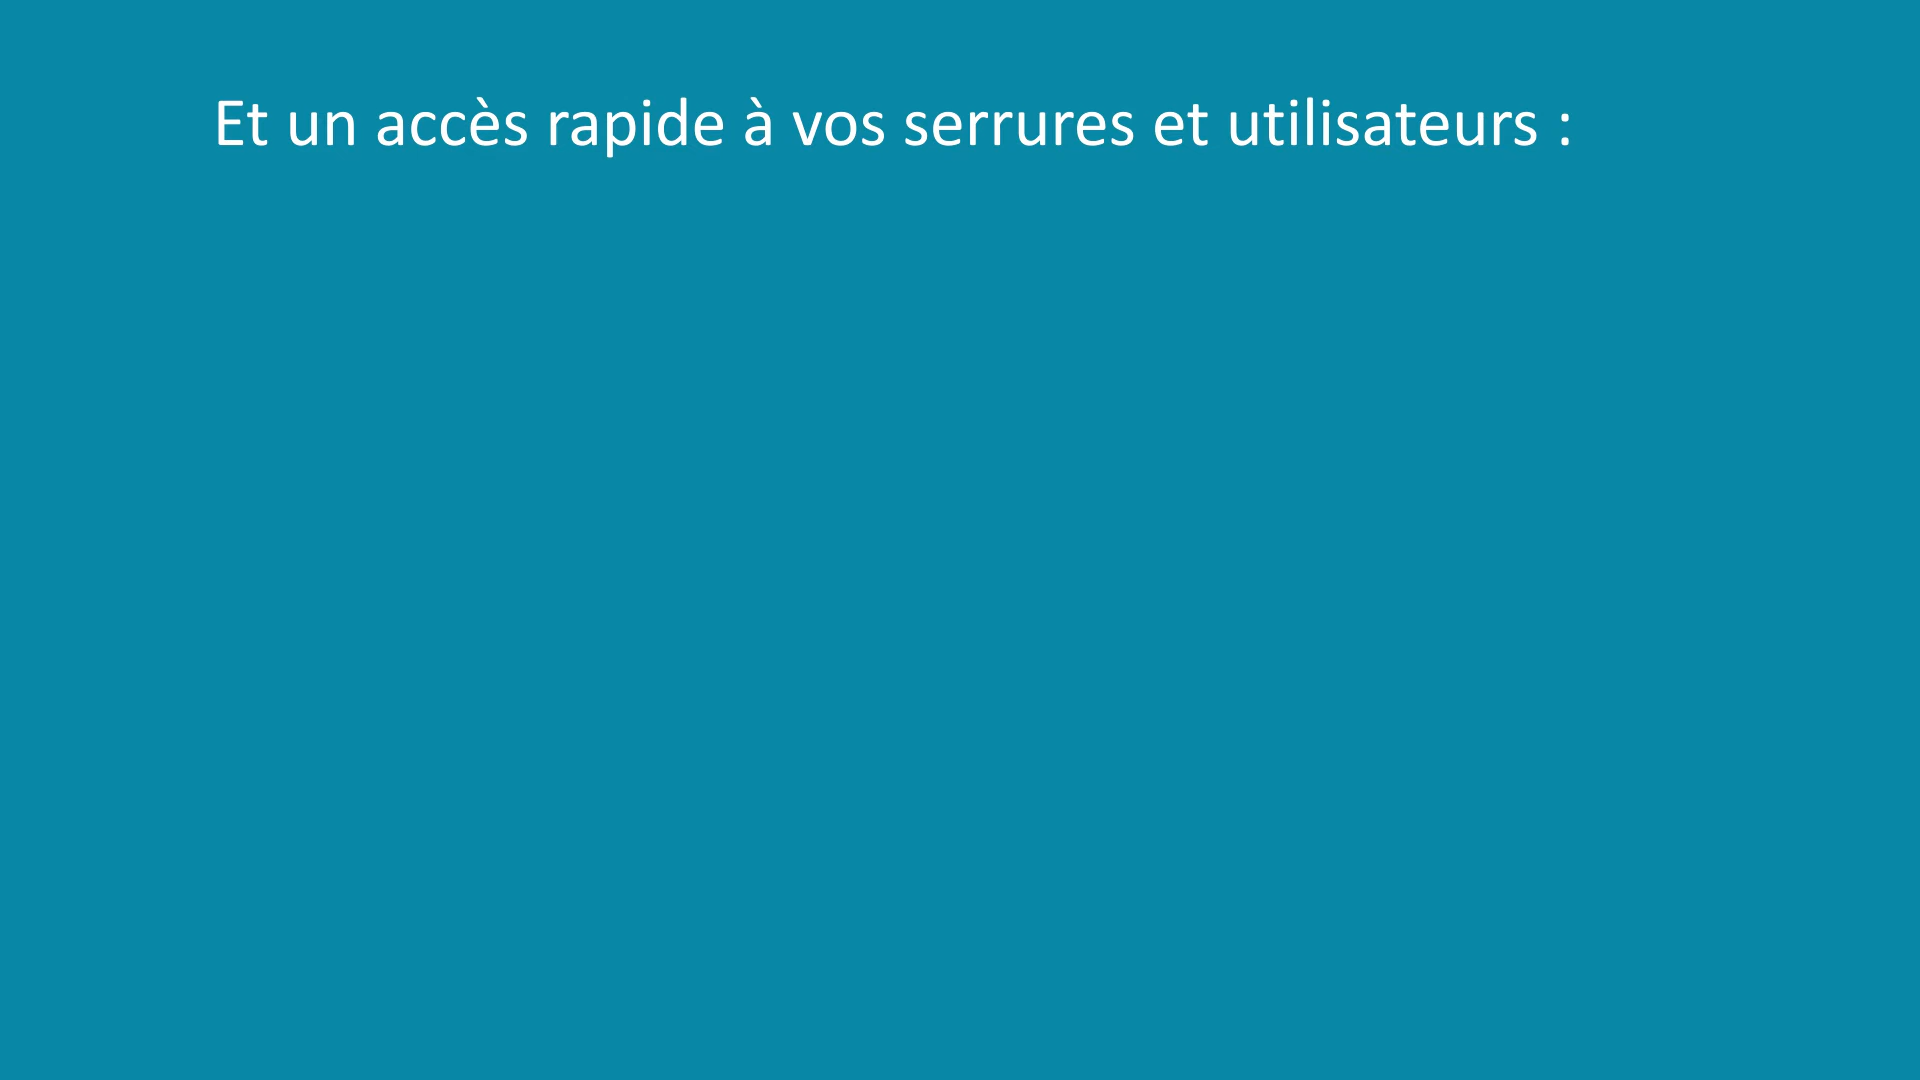 Et un accès rapide à vos serrures et utilisateurs :